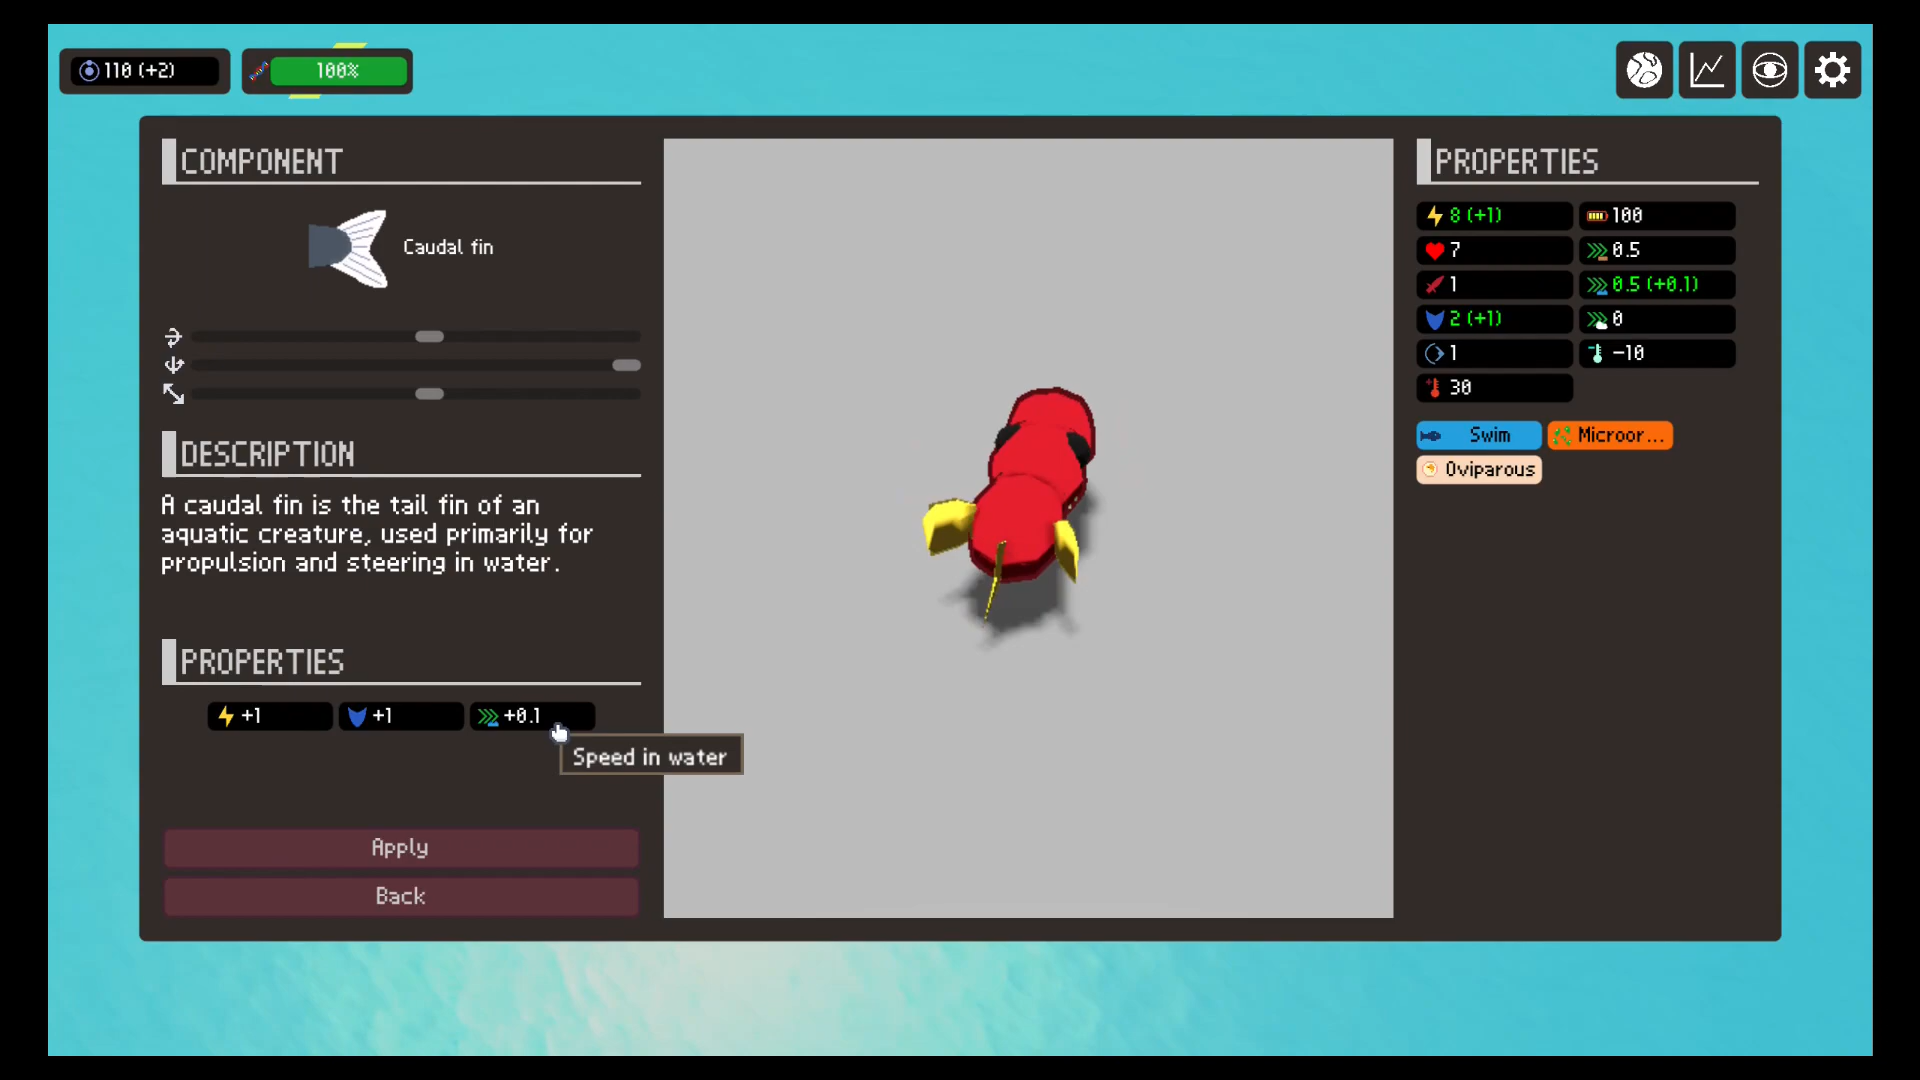 110 (+2)
100%
COMPONENT
Caudal fin
DESCRIPTION
A caudal fin is the tail fin of an
aquatic creature, used primarily for
propulsion and steering in water.
PROPERTIES
+1
+1
+0.1
Speed in water
Apply
Back
PROPERTIES
8 (+1)
100
7
0.5
1
0.5 (+0.1)
2 (+1)
0
1
-10
30
Swim
Microor...
Oviparous